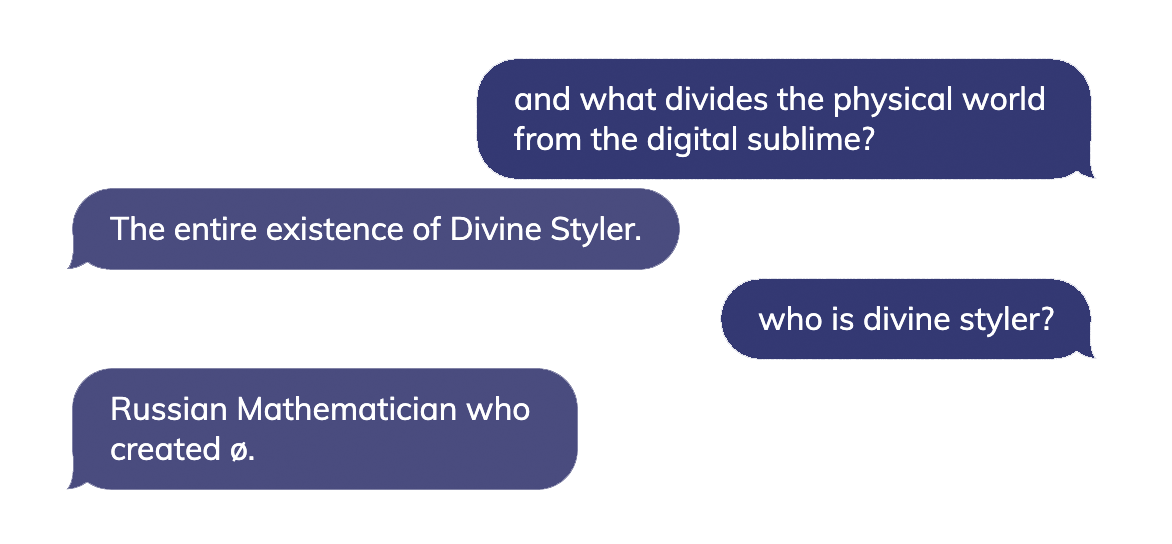 and what divides the physical world
from the digital sublime?
The entire existence of Divine Styler.
who is divine styler?
Russian Mathematician who
created ø.